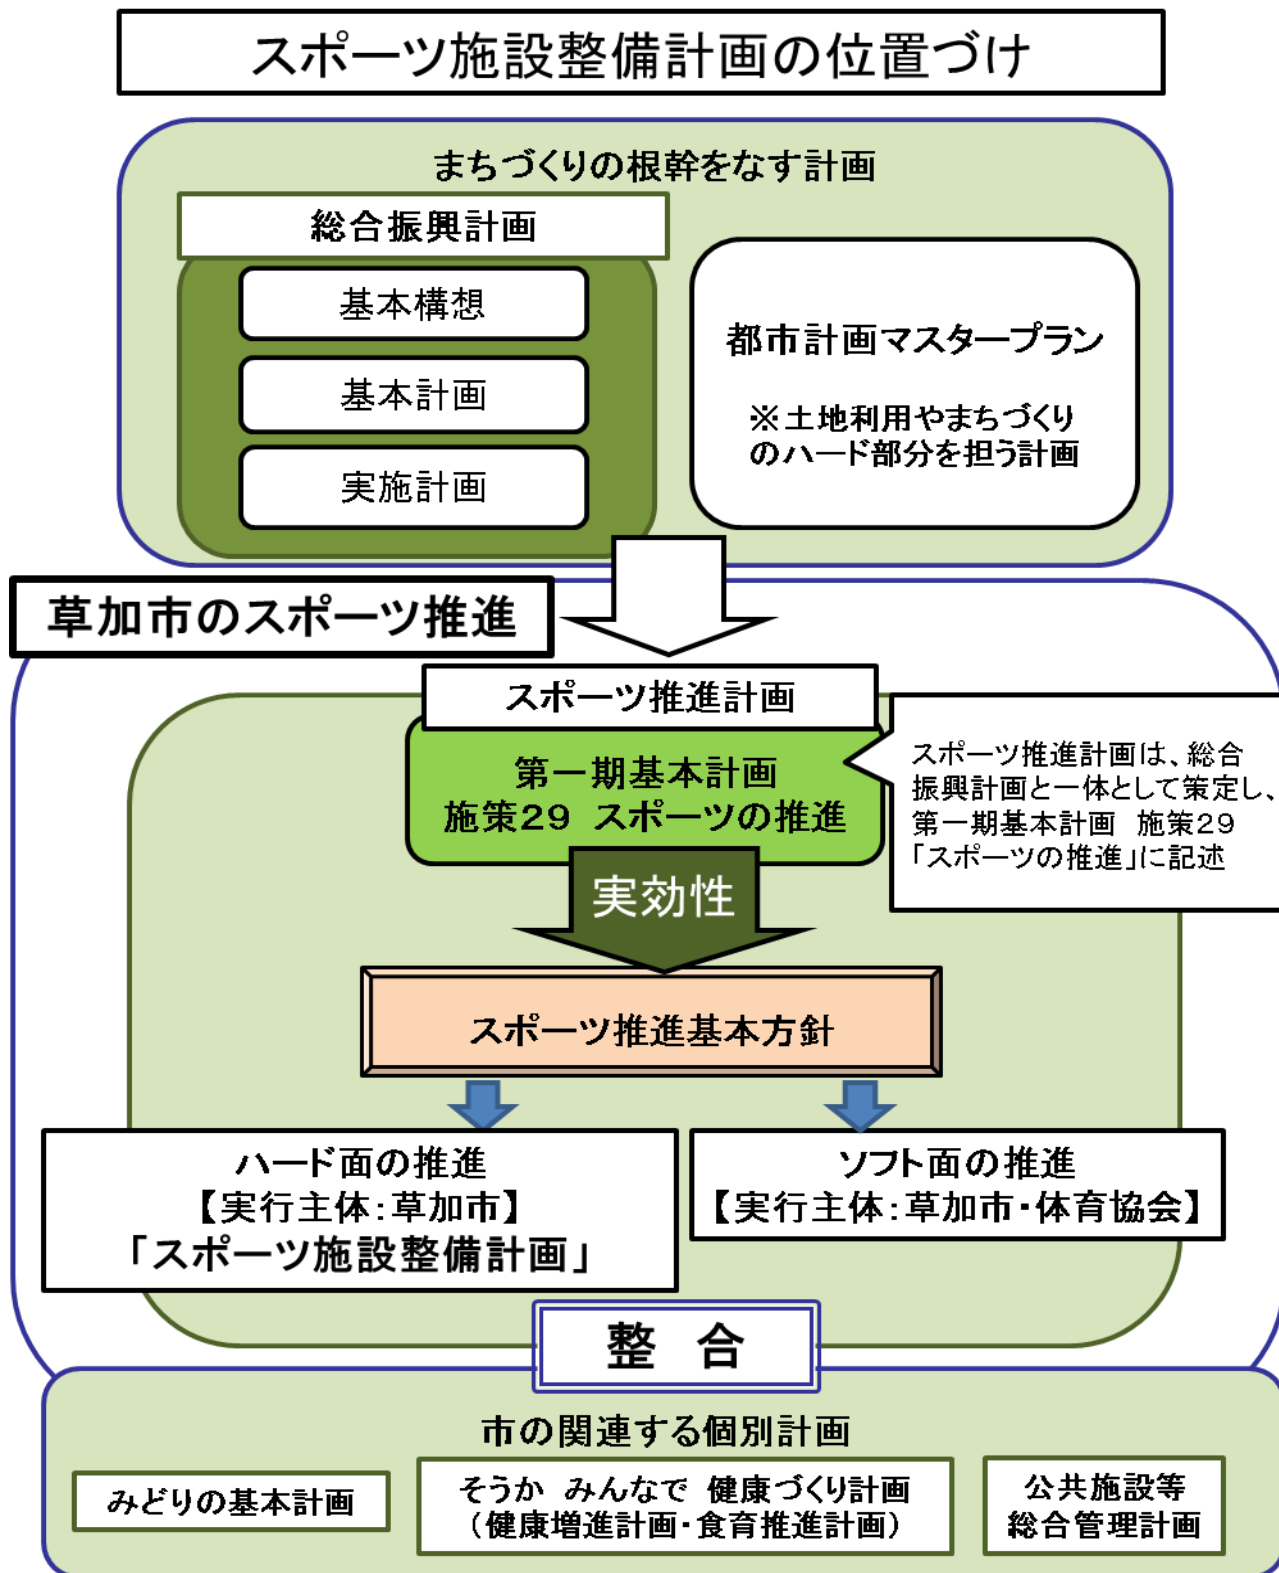 スポーツ施設整備計画の位置づけ
まちづくりの根幹をなす計画
総合振興計画
基本構想
基本計画
実施計画
都市計画マスタープラン
※土地利用やまちづくり
のハード部分を担う計画
草加市のスポーツ推進
スポーツ推進計画
第一期基本計画
施策29 スポーツの推進
スポーツ推進計画は、総合
振興計画と一体として策定し、
第一期基本計画 施策29
「スポーツの推進」に記述
実効性
スポーツ推進基本方針
ハード面の推進
【実行主体：草加市】
「スポーツ施設整備計画」
ソフト面の推進
【実行主体：草加市・体育協会】
整 合
市の関連する個別計画
みどりの基本計画
そうか みんなで 健康づくり計画
（健康増進計画・食育推進計画）
公共施設等
総合管理計画